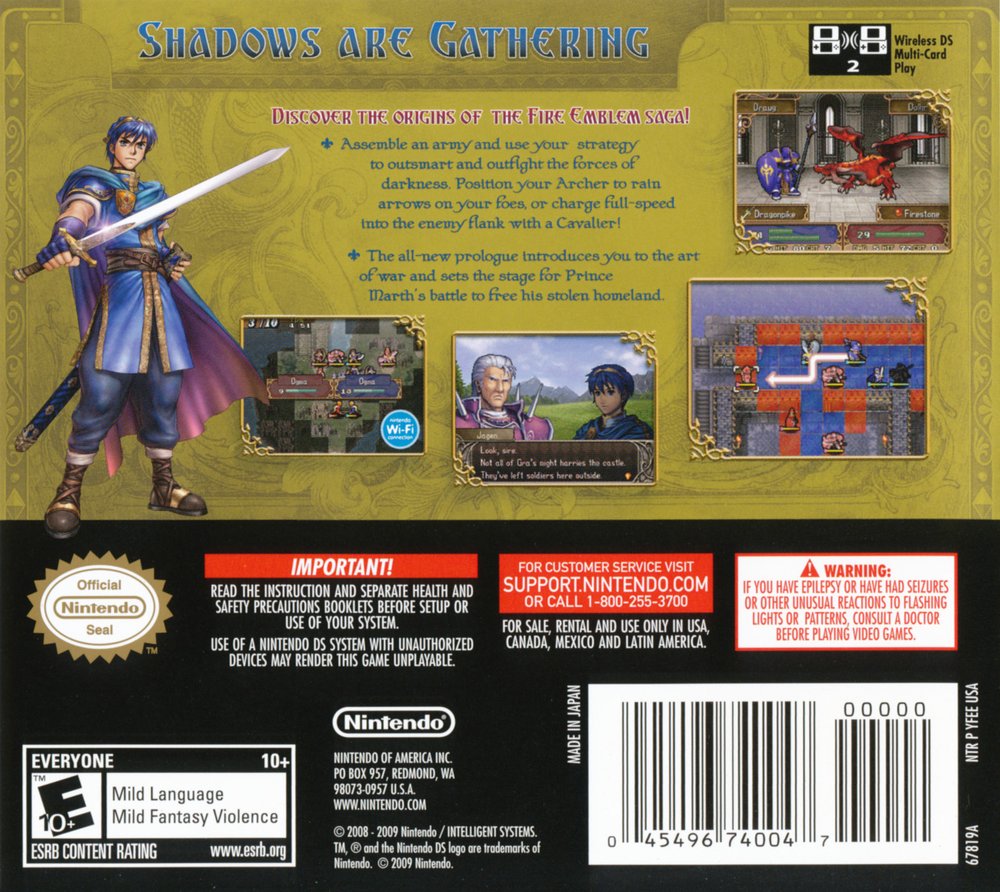 SHADOWS ARE GATHERING
2
Wireless DS
Multi-Card
Play
DISCOVER THE ORIGINS OF THE FIRE EMBLEM SAGA!
Assemble an army and use your strategy
to outsmart and outfight the forces of
darkness. Position your Archer to rain
arrows on your foes, or charge full-speed
into the enemy flank with a Cavalier!
The all-new prologue introduces you to the art
of war and sets the stage for Prince
Marth's battle to free his stolen homeland.
Draug
Dragonpike
Firestone
29
3/10
Ogma
Ogma
Nintendo
Wi-Fi
connection
Jagen
Look, sire.
Not all of Gra's might harries the castle.
They've left soldiers here outside.
Official
Nintendo
Seal
TM
IMPORTANT!
READ THE INSTRUCTION AND SEPARATE HEALTH AND
SAFETY PRECAUTIONS BOOKLETS BEFORE SETUP OR
USE OF YOUR SYSTEM.
USE OF A NINTENDO DS SYSTEM WITH UNAUTHORIZED
DEVICES MAY RENDER THIS GAME UNPLAYABLE.
FOR CUSTOMER SERVICE VISIT
SUPPORT.NINTENDO.COM
OR CALL 1-800-255-3700
FOR SALE, RENTAL AND USE ONLY IN USA,
CANADA, MEXICO AND LATIN AMERICA.
WARNING:
IF YOU HAVE EPILEPSY OR HAVE HAD SEIZURES
OR OTHER UNUSUAL REACTIONS TO FLASHING
LIGHTS OR PATTERNS, CONSULT A DOCTOR
BEFORE PLAYING VIDEO GAMES.
EVERYONE 10+
TM
E
10+
Mild Language
Mild Fantasy Violence
ESRB CONTENT RATING www.esrb.org
Nintendo®
NINTENDO OF AMERICA INC.
PO BOX 957, REDMOND, WA
98073-0957 U.S.A.
WWW.NINTENDO.COM
© 2008 - 2009 Nintendo / INTELLIGENT SYSTEMS.
TM, ® and the Nintendo DS logo are trademarks of
Nintendo. © 2009 Nintendo.
MADE IN JAPAN
00000
0 45496 74004 7
NTR P YFEE USA
67819A